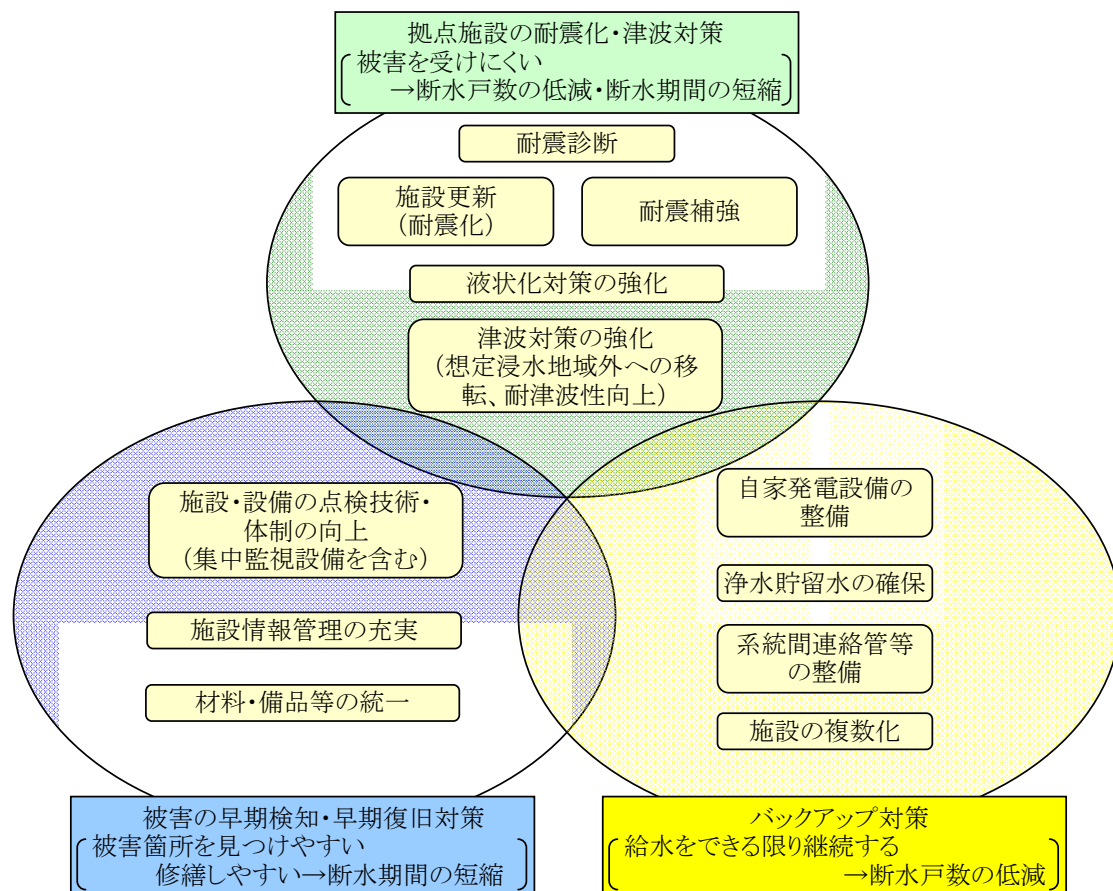 拠点施設の耐震化・津波対策
被害を受けにくい
→断水戸数の低減・断水期間の短縮
耐震診断
施設更新
(耐震化)
耐震補強
液状化対策の強化
津波対策の強化
(想定浸水地域外への移
転、耐津波性向上)
施設・設備の点検技術・
体制の向上
(集中監視設備を含む)
施設情報管理の充実
材料・備品等の統一
自家発電設備の
整備
浄水貯留水の確保
系統間連絡管等
の整備
施設の複数化
被害の早期検知・早期復旧対策
被害箇所を見つけやすい
修繕しやすい→断水期間の短縮
バックアップ対策
給水をできる限り継続する
→断水戸数の低減